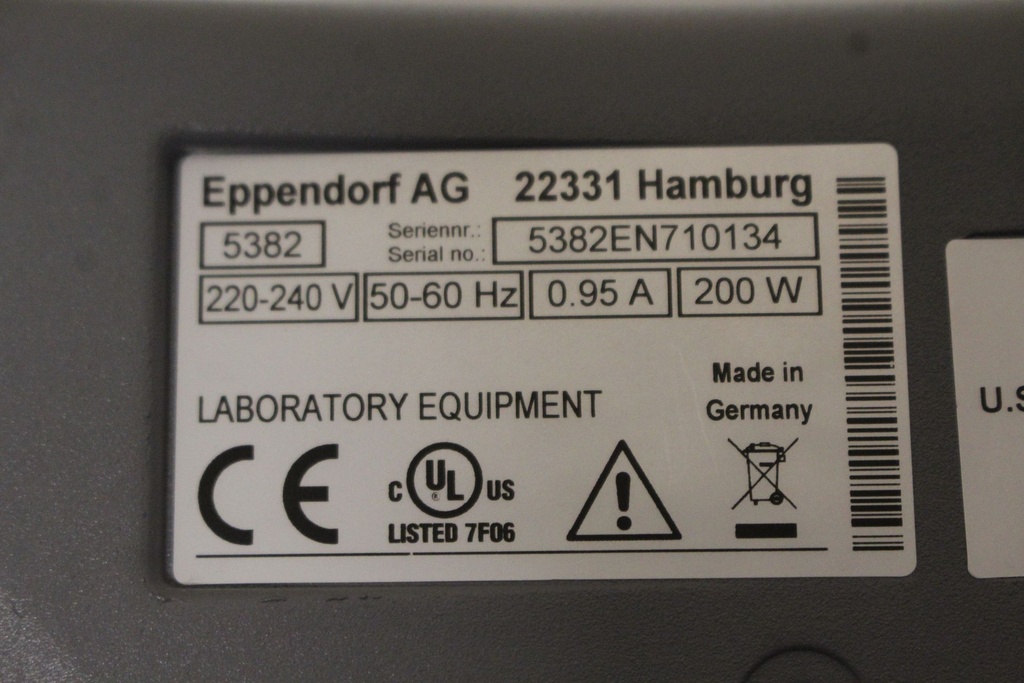 Eppendorf AG 22331 Hamburg
5382 Seriennr.: Serial no.: 5382EN710134
220-240 V 50-60 Hz 0.95 A 200 W
Made in
Germany
LABORATORY EQUIPMENT
CE
C UL ® US
LISTED 7F06